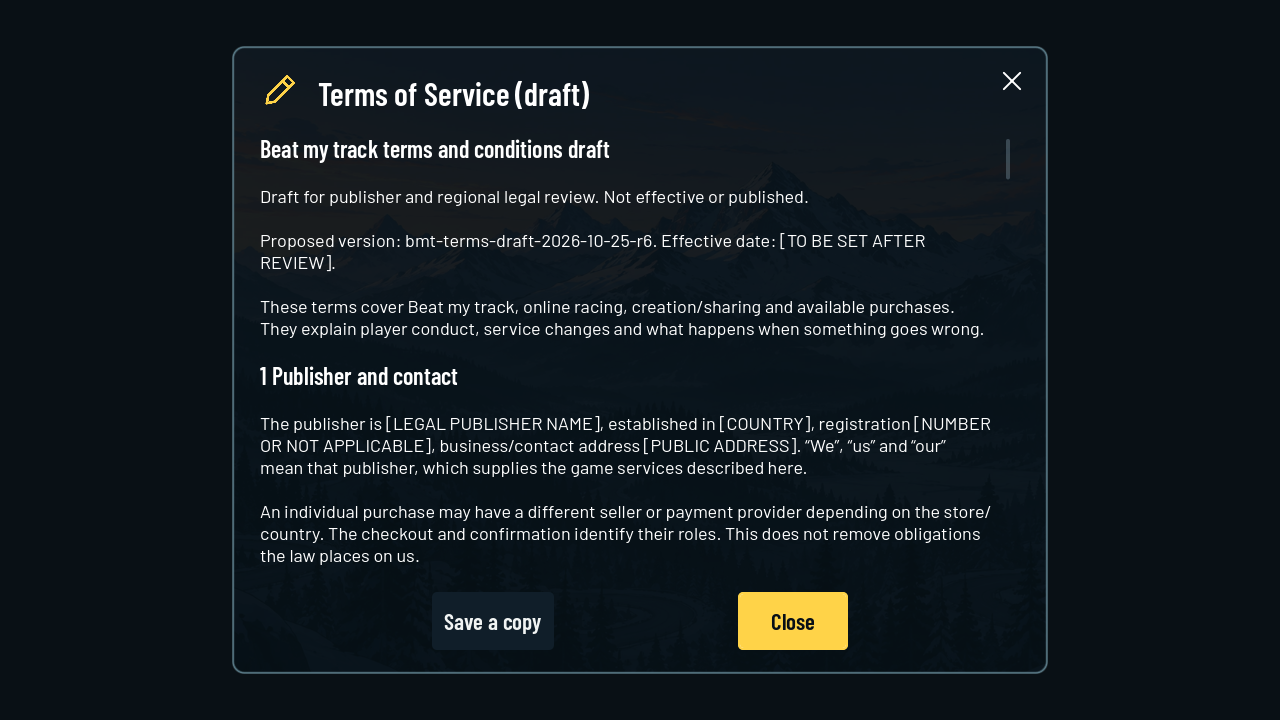 Terms of Service (draft)
Beat my track terms and conditions draft
Draft for publisher and regional legal review. Not effective or published.
Proposed version: bmt-terms-draft-2026-10-25-r6. Effective date: [TO BE SET AFTER
REVIEW].
These terms cover Beat my track, online racing, creation/sharing and available purchases.
They explain player conduct, service changes and what happens when something goes wrong.
1 Publisher and contact
The publisher is [LEGAL PUBLISHER NAME], established in [COUNTRY], registration [NUMBER
OR NOT APPLICABLE], business/contact address [PUBLIC ADDRESS]. “We”, “us” and “our”
mean that publisher, which supplies the game services described here.
An individual purchase may have a different seller or payment provider depending on the store/
country. The checkout and confirmation identify their roles. This does not remove obligations
the law places on us.
Save a copy
Close